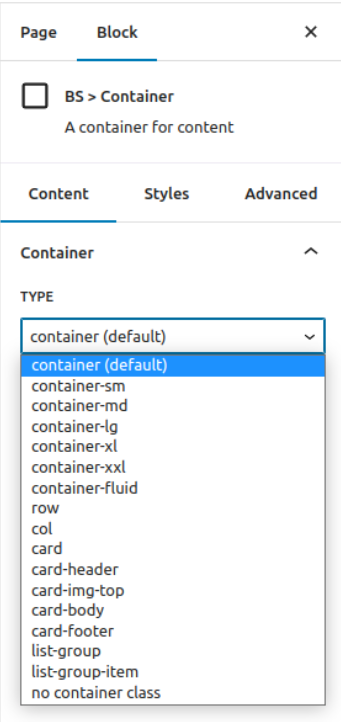 Page Block
BS > Container
A container for content
Content Styles Advanced
Container
TYPE
container (default)
container (default)
container-sm
container-md
container-lg
container-xl
container-xxl
container-fluid
row
col
card
card-header
card-img-top
card-body
card-footer
list-group
list-group-item
no container class